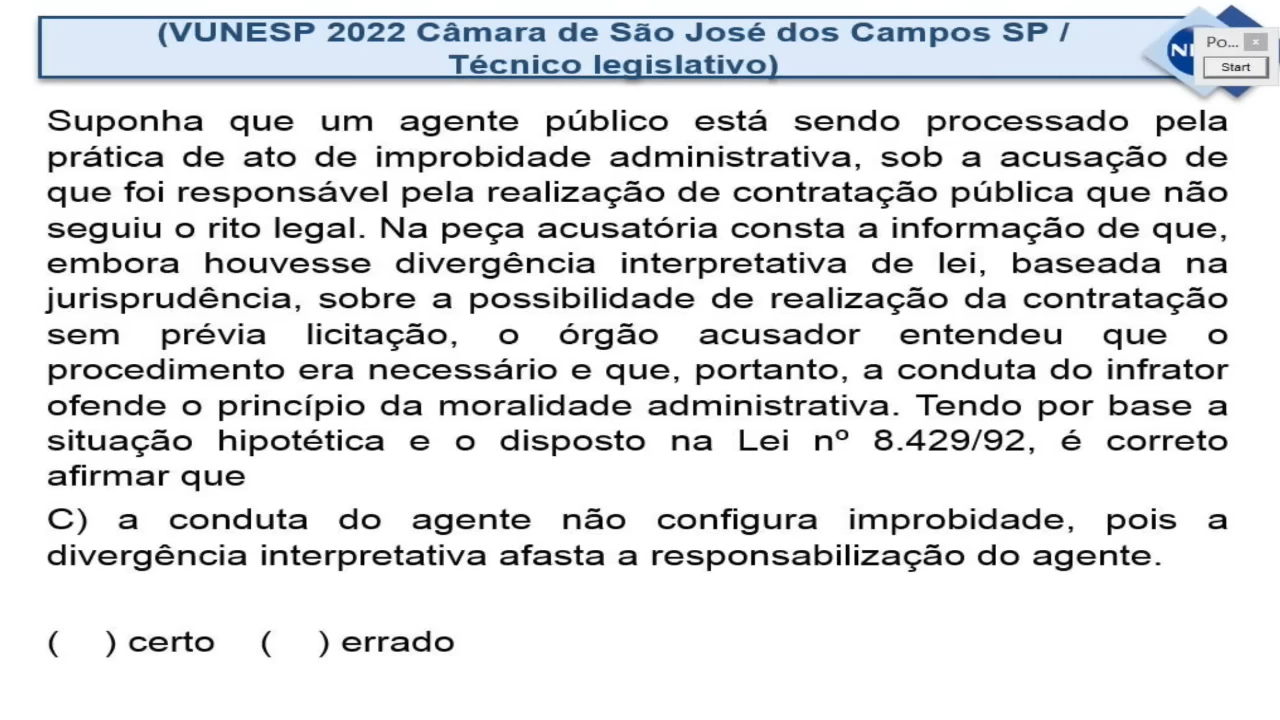 (VUNESP 2022 Câmara de São José dos Campos SP /
Técnico legislativo)
Po...
Start
Suponha que um agente público está sendo processado pela
prática de ato de improbidade administrativa, sob a acusação de
que foi responsável pela realização de contratação pública que não
seguiu o rito legal. Na peça acusatória consta a informação de que,
embora houvesse divergência interpretativa de lei, baseada na
jurisprudência, sobre a possibilidade de realização da contratação
sem prévia licitação, o órgão acusador entendeu que o
procedimento era necessário e que, portanto, a conduta do infrator
ofende o princípio da moralidade administrativa. Tendo por base a
situação hipotética e o disposto na Lei nº 8.429/92, é correto
afirmar que
C) a conduta do agente não configura improbidade, pois a
divergência interpretativa afasta a responsabilização do agente.
( ) certo ( ) errado